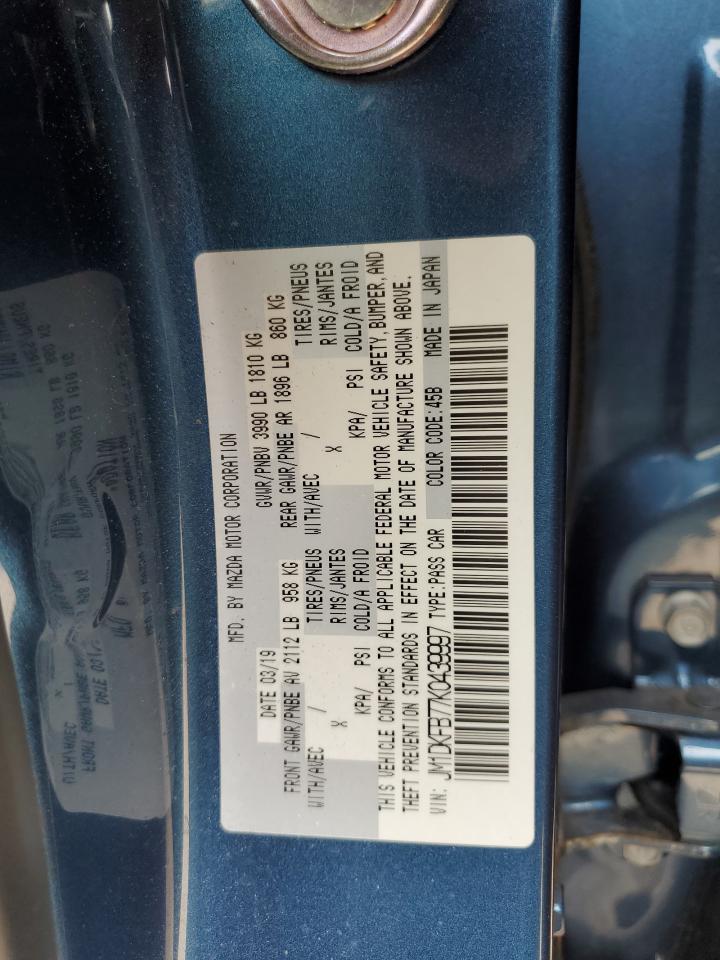 MFD. BY MAZDA MOTOR CORPORATION
DATE 03/19 GVWR/PNBV 3990 LB 1810 KG
FRONT GAWR/PNBE AV 2112 LB 958 KG REAR GAWR/PNBE AR 1896 LB 860 KG
WITH/AVEC / TIRES/PNEUS WITH/AVEC / TIRES/PNEUS
X RIMS/JANTES X RIMS/JANTES
KPA/ PSI COLD/A FROID KPA/ PSI COLD/A FROID
THIS VEHICLE CONFORMS TO ALL APPLICABLE FEDERAL MOTOR VEHICLE SAFETY, BUMPER, AND
THEFT PREVENTION STANDARDS IN EFFECT ON THE DATE OF MANUFACTURE SHOWN ABOVE.
VIN: JM1DKFB77K0439997 TYPE:PASS CAR COLOR CODE:45B MADE IN JAPAN